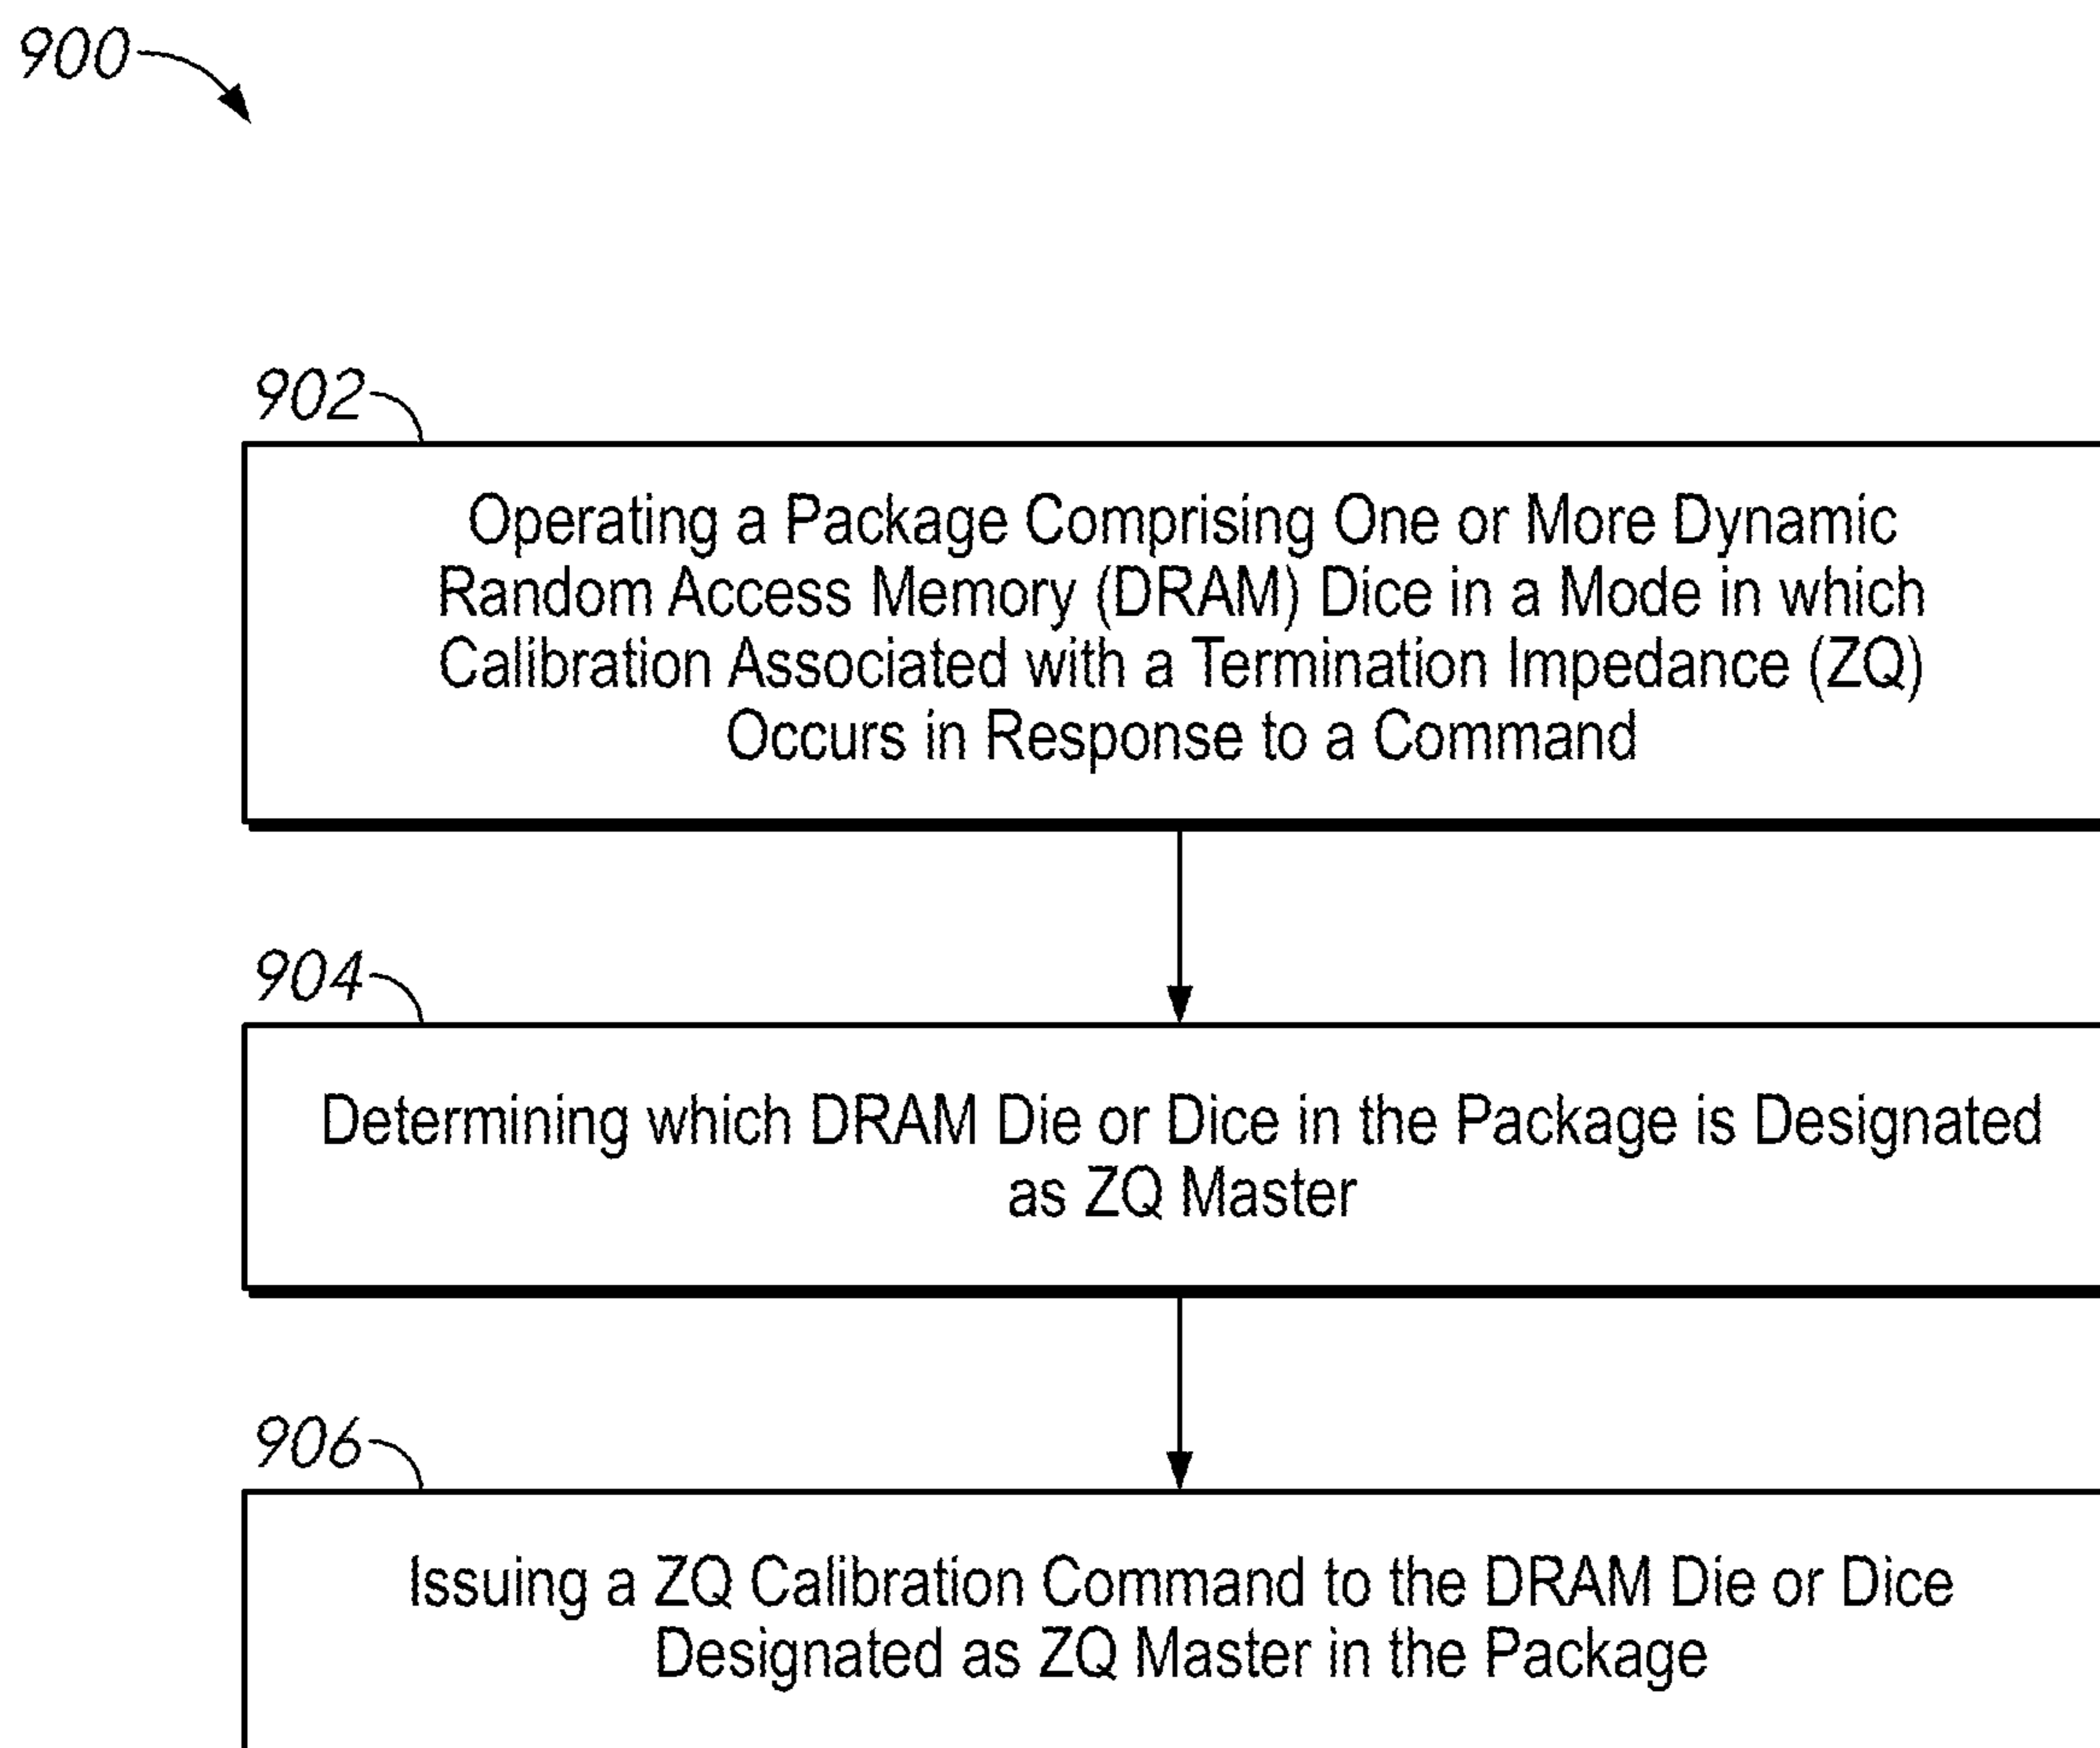 900
902
Operating a Package Comprising One or More Dynamic
Random Access Memory (DRAM) Dice in a Mode in which
Calibration Associated with a Termination Impedance (ZQ)
Occurs in Response to a Command
904
Determining which DRAM Die or Dice in the Package is Designated
as ZQ Master
906
Issuing a ZQ Calibration Command to the DRAM Die or Dice
Designated as ZQ Master in the Package